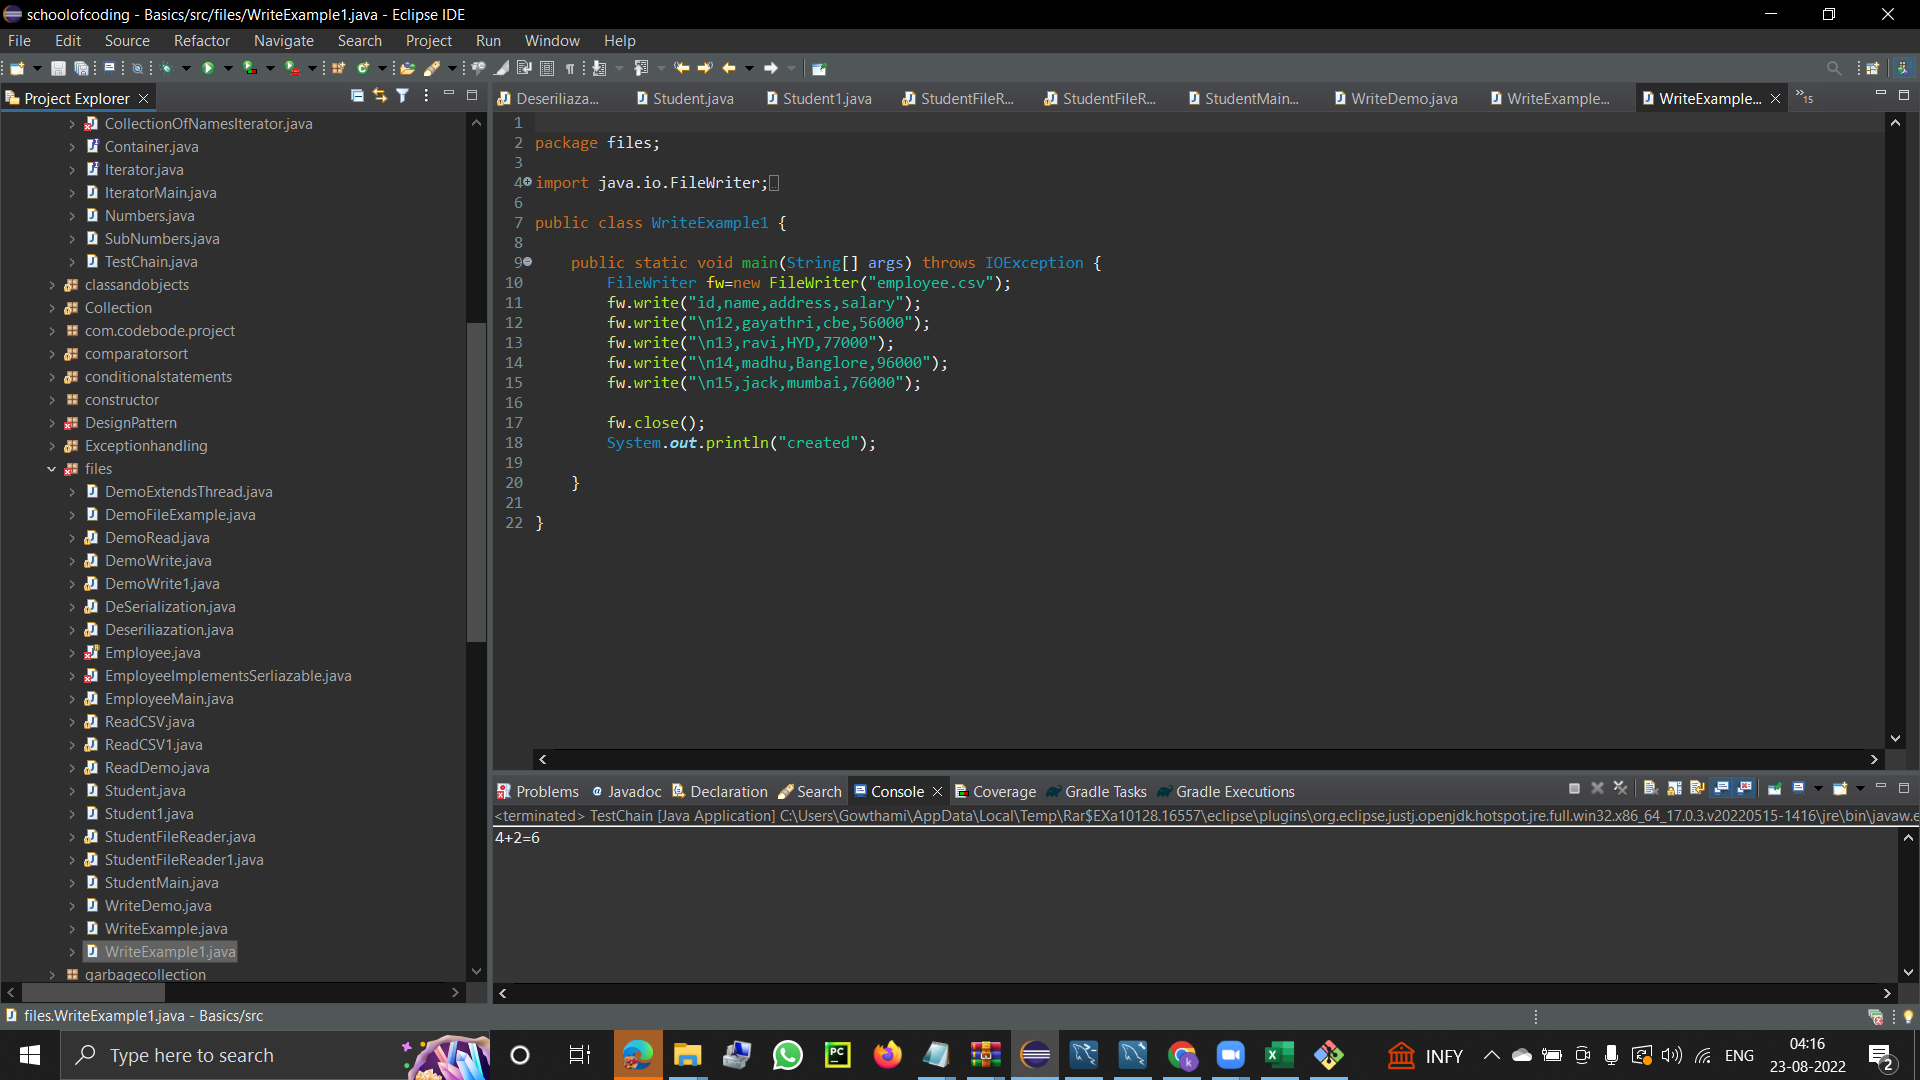 schoolofcoding - Basics/src/files/WriteExample1.java - Eclipse IDE
File Edit Source Refactor Navigate Search Project Run Window Help
Project Explorer
CollectionOfNamesIterator.java
Container.java
Iterator.java
IteratorMain.java
Numbers.java
SubNumbers.java
TestChain.java
classandobjects
Collection
com.codebode.project
comparatorsort
conditionalstatements
constructor
DesignPattern
Exceptionhandling
files
DemoExtendsThread.java
DemoFileExample.java
DemoRead.java
DemoWrite.java
DemoWrite1.java
DeSerialization.java
Deseriliazation.java
Employee.java
EmployeeImplementsSerliazable.java
EmployeeMain.java
ReadCSV.java
ReadCSV1.java
ReadDemo.java
Student.java
Student1.java
StudentFileReader.java
StudentFileReader1.java
StudentMain.java
WriteDemo.java
WriteExample.java
WriteExample1.java
garbagecollection
Deseriliaza... Student.java Student1.java StudentFileR... StudentFileR... StudentMain... WriteDemo.java WriteExample... WriteExample... »15
1
2 package files;
3
4 import java.io.FileWriter;
6
7 public class WriteExample1 {
8
9 public static void main(String[] args) throws IOException {
10 FileWriter fw=new FileWriter("employee.csv");
11 fw.write("id,name,address,salary");
12 fw.write("\n12,gayathri,cbe,56000");
13 fw.write("\n13,ravi,HYD,77000");
14 fw.write("\n14,madhu,Banglore,96000");
15 fw.write("\n15,jack,mumbai,76000");
16
17 fw.close();
18 System.out.println("created");
19
20 }
21
22 }
Problems @ Javadoc Declaration Search Console Coverage Gradle Tasks Gradle Executions
<terminated> TestChain [Java Application] C:\Users\Gowthami\AppData\Local\Temp\Rar$EXa10128.16557\eclipse\plugins\org.eclipse.justj.openjdk.hotspot.jre.full.win32.x86_64_17.0.3.v20220515-1416\jre\bin\javaw.e
4+2=6
files.WriteExample1.java - Basics/src
Type here to search
PC
k
INFY
ENG
04:16
23-08-2022
2